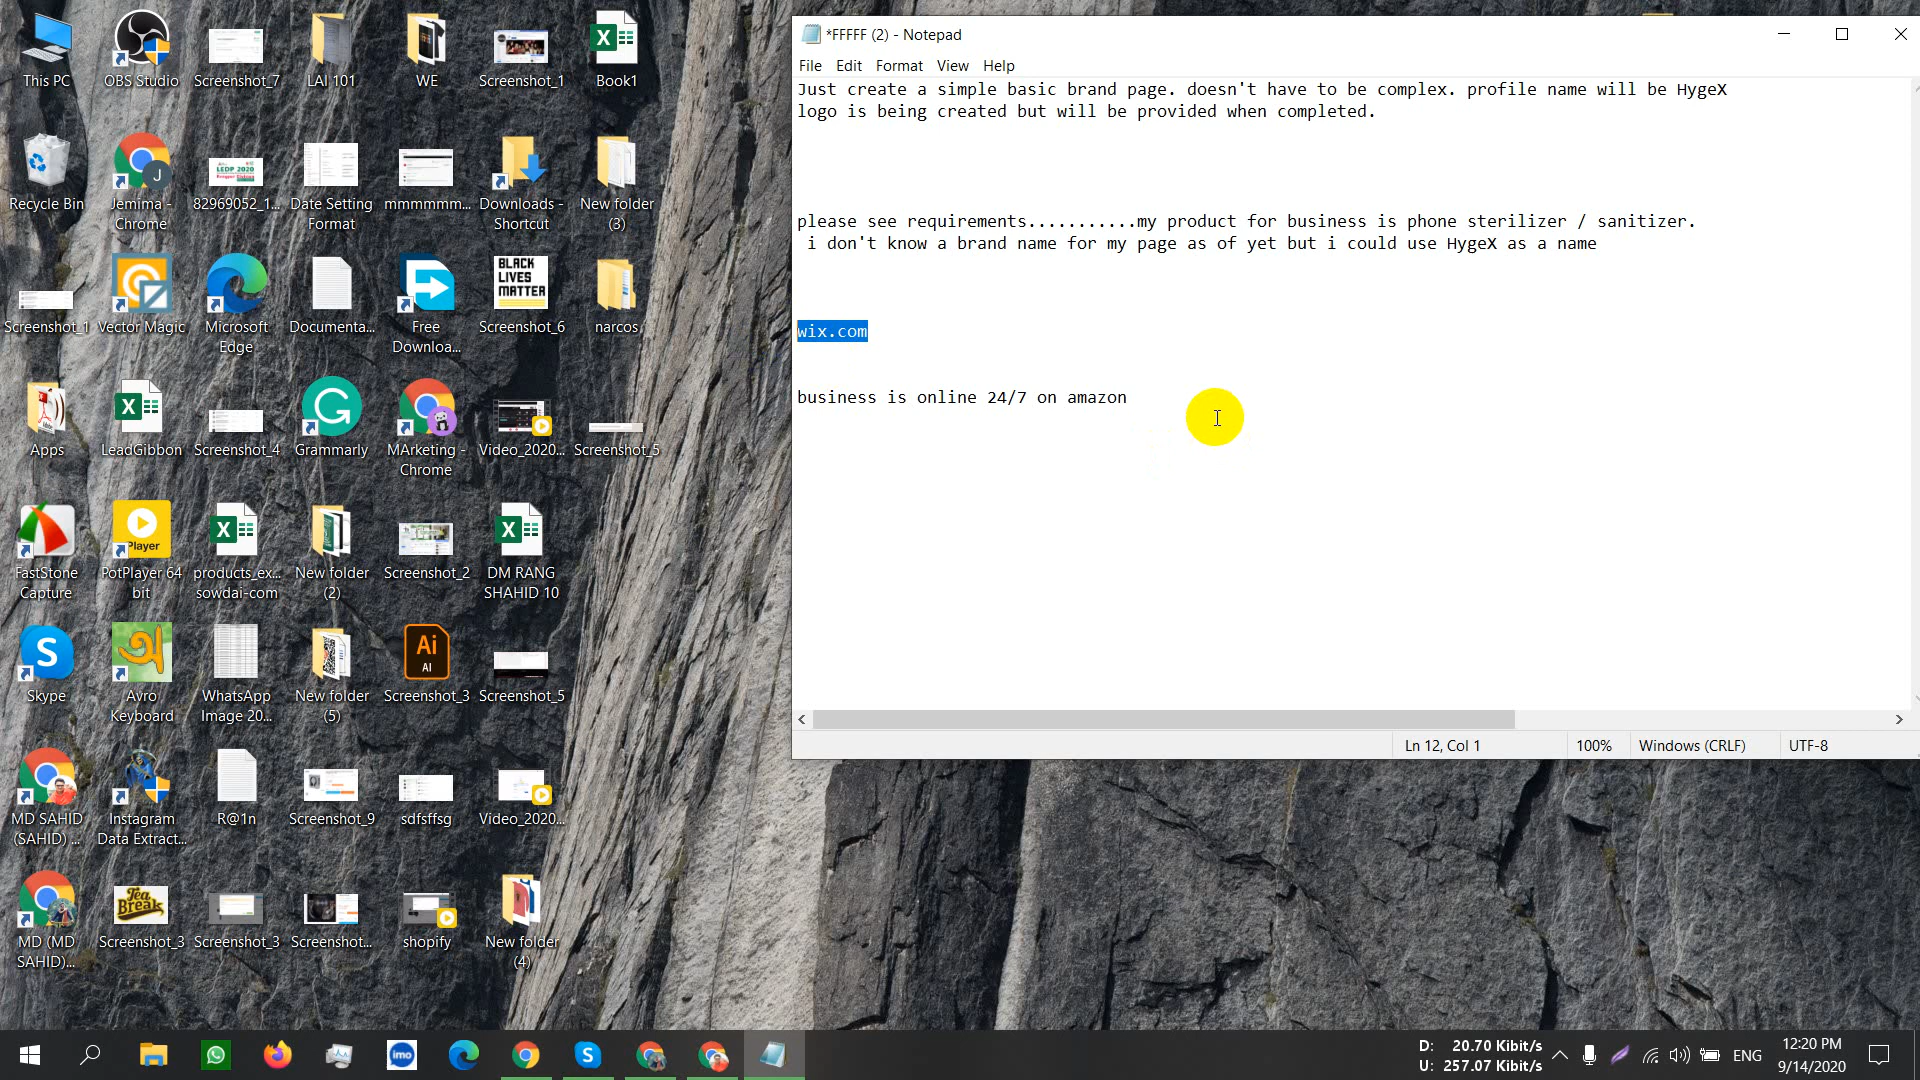 *FFFFF (2) - Notepad
File Edit Format View Help
Just create a simple basic brand page. doesn't have to be complex. profile name will be HygeX
logo is being created but will be provided when completed.
please see requirements...........my product for business is phone sterilizer / sanitizer.
i don't know a brand name for my page as of yet but i could use HygeX as a name
wix.com
business is online 24/7 on amazon
Ln 12, Col 1 100% Windows (CRLF) UTF-8
This PC
OBS Studio
Screenshot_7
LAI 101
WE
Screenshot_1
Book1
Recycle Bin
Jemima -
Chrome
82969052_1...
Date Setting
Format
mmmmmm...
Downloads -
Shortcut
New folder
(3)
LEDP 2020
J
Screenshot_1
Vector Magic
Microsoft
Edge
Documenta...
Free
Downloa...
BLACK
LIVES
MATTER
Screenshot_6
narcos
Apps
LeadGibbon
Screenshot_4
Grammarly
MArketing -
Chrome
Video_2020...
Screenshot_5
FastStone
Capture
Player
PotPlayer 64
bit
products_ex...
sowdai-com
New folder
(2)
Screenshot_2
DM RANG
SHAHID 10
Skype
অ
Avro
Keyboard
WhatsApp
Image 20...
New folder
(5)
Ai
AI
Screenshot_3
Screenshot_5
MD SAHID
(SAHID) ...
Instagram
Data Extract...
R@1n
Screenshot_9
sdfsffsg
Video_2020...
MD (MD
SAHID)...
Tea
Break
Screenshot_3
Screenshot_3
Screenshot...
shopify
New folder
(4)
imo
D: 20.70 Kibit/s
U: 257.07 Kibit/s
ENG
12:20 PM
9/14/2020